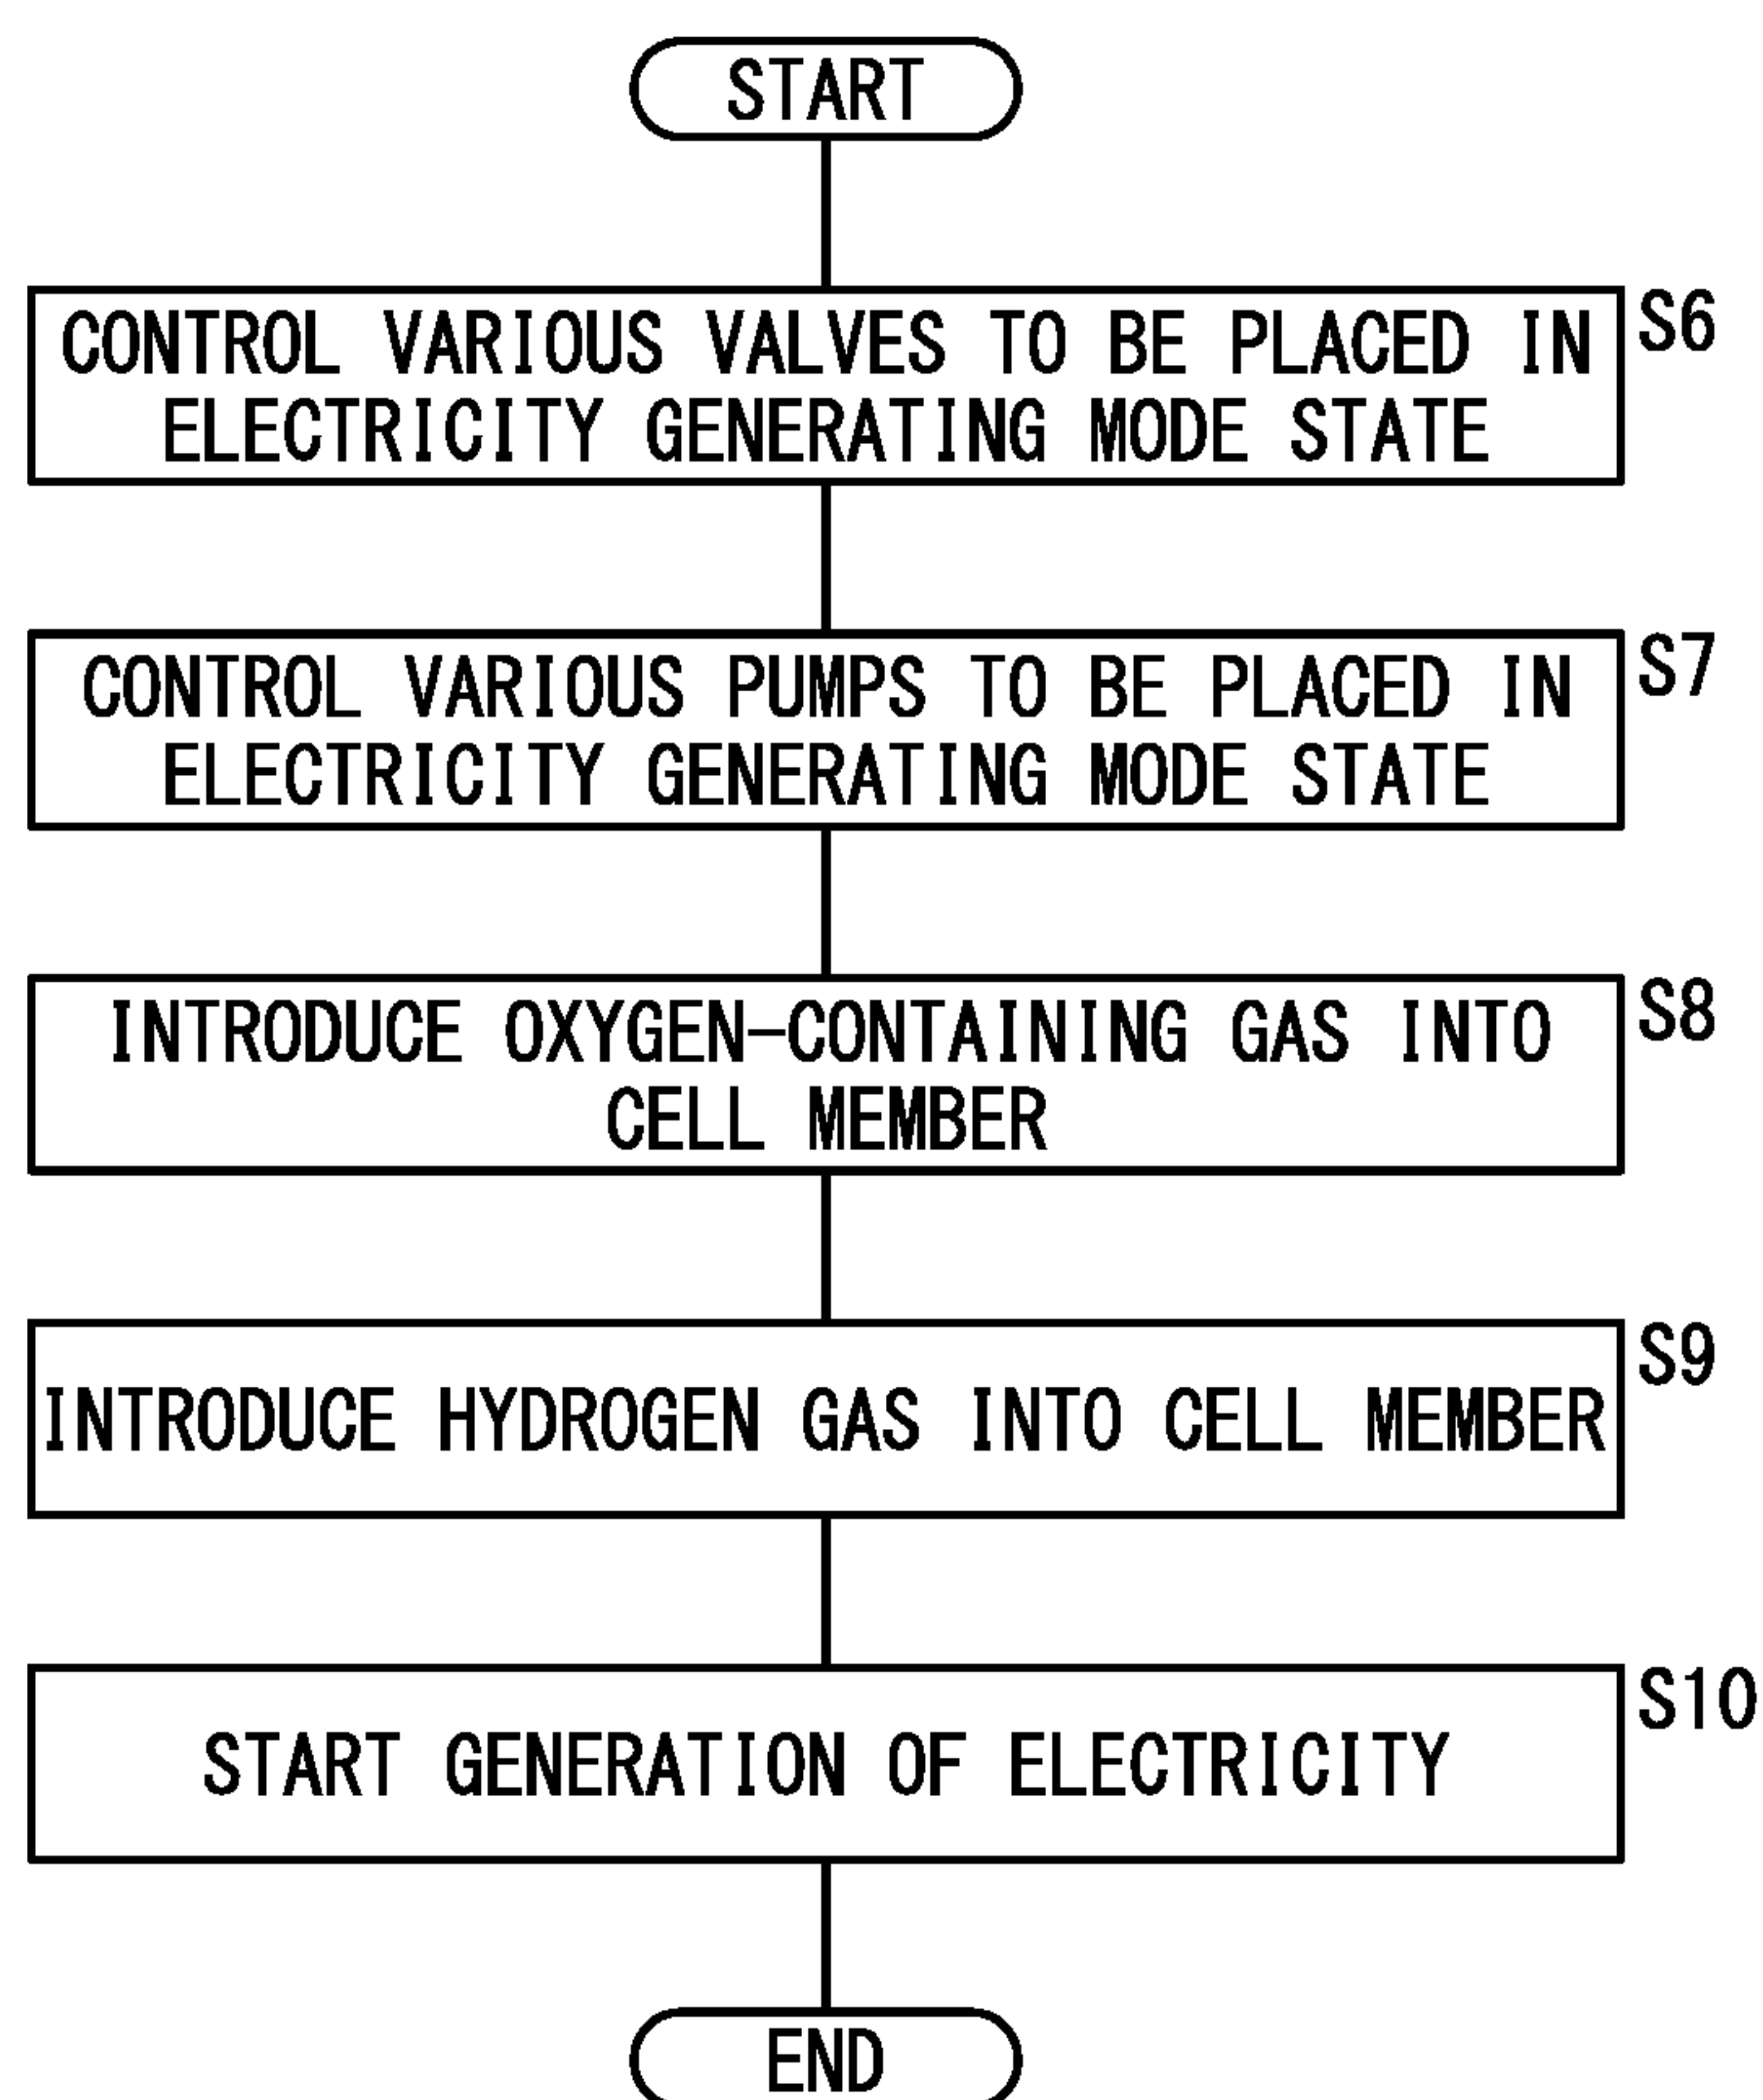 START
CONTROL VARIOUS VALVES TO BE PLACED IN
ELECTRICITY GENERATING MODE STATE
S6
CONTROL VARIOUS PUMPS TO BE PLACED IN
ELECTRICITY GENERATING MODE STATE
S7
INTRODUCE OXYGEN-CONTAINING GAS INTO
CELL MEMBER
S8
INTRODUCE HYDROGEN GAS INTO CELL MEMBER
S9
START GENERATION OF ELECTRICITY
S10
END